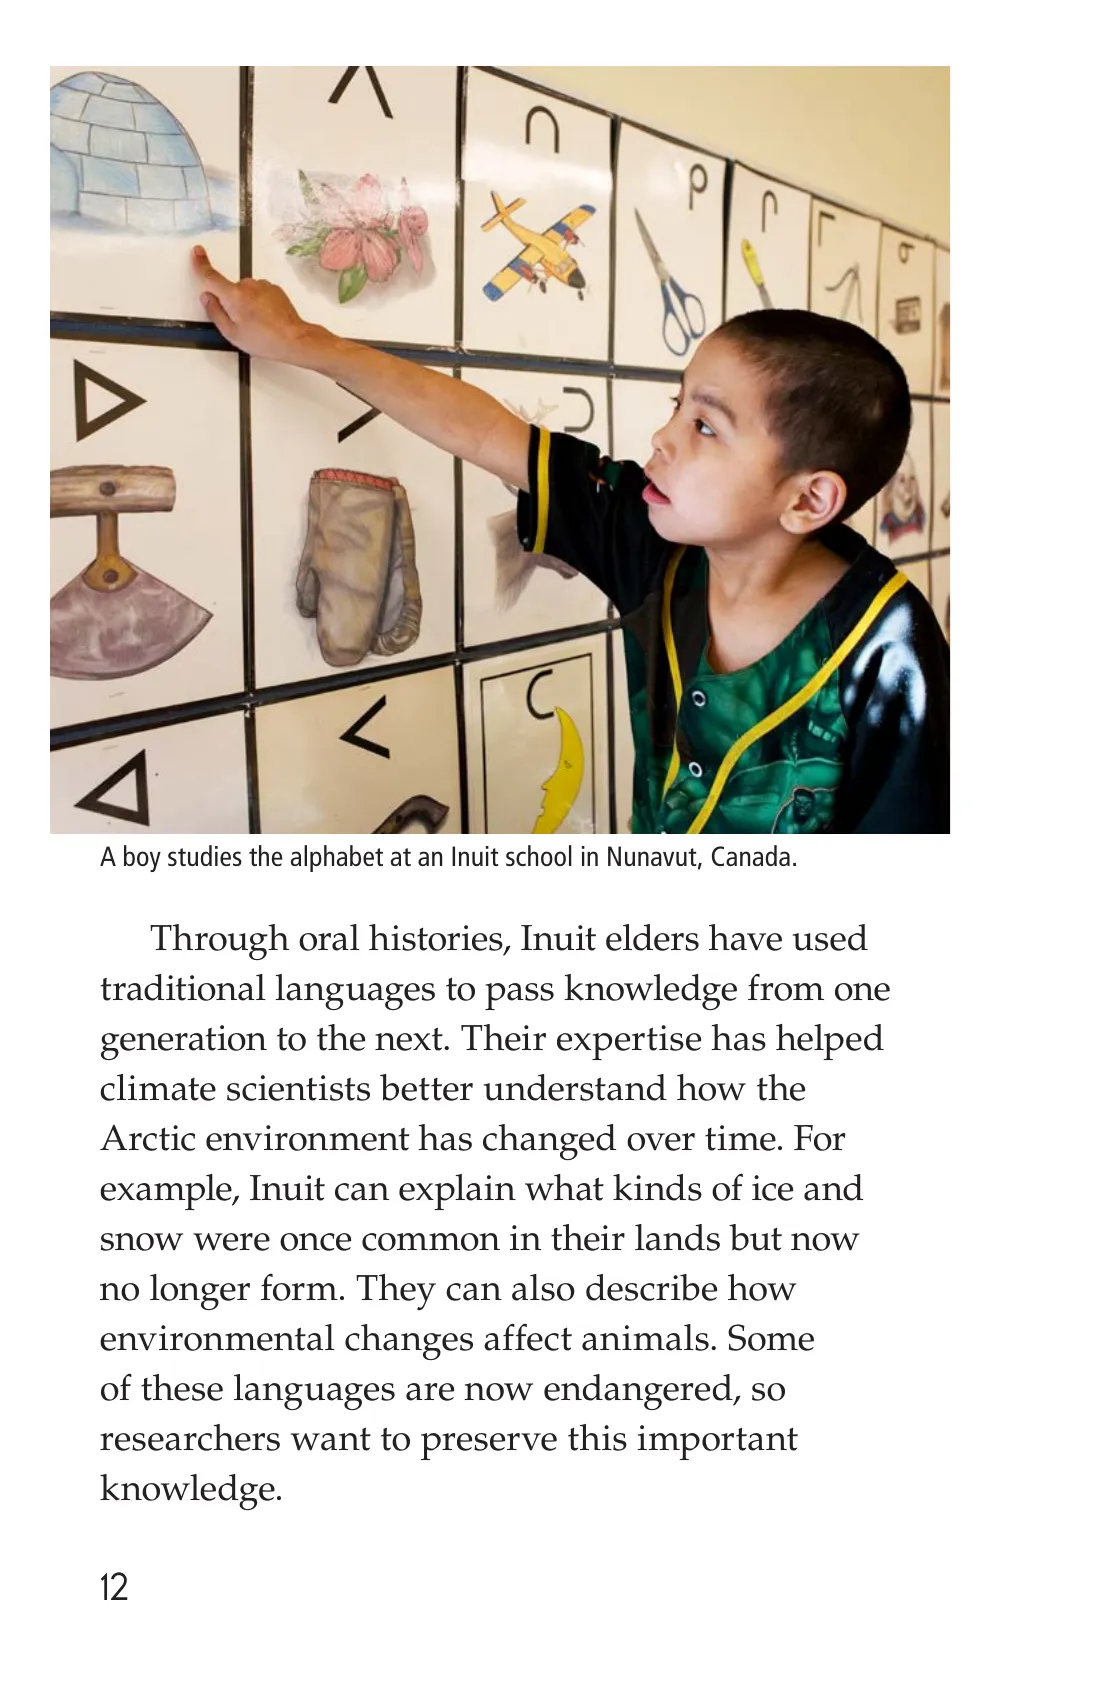 ᐱ ᑎ ᑭ ᒋ ᒥ ᓂ
ᐅ ᐳ ᑐ
ᐊ ᐸ ᑕ
A boy studies the alphabet at an Inuit school in Nunavut, Canada.
Through oral histories, Inuit elders have used
traditional languages to pass knowledge from one
generation to the next. Their expertise has helped
climate scientists better understand how the
Arctic environment has changed over time. For
example, Inuit can explain what kinds of ice and
snow were once common in their lands but now
no longer form. They can also describe how
environmental changes affect animals. Some
of these languages are now endangered, so
researchers want to preserve this important
knowledge.
12